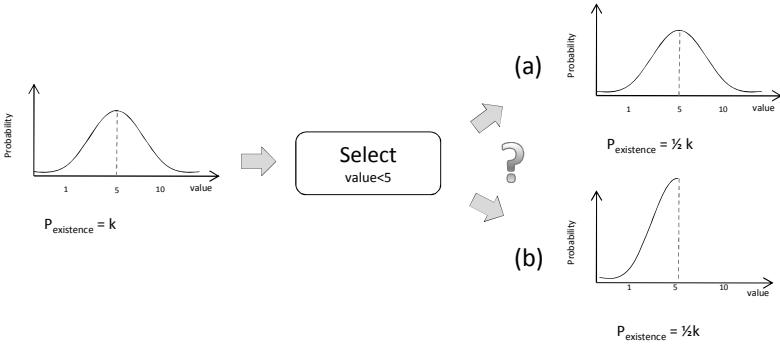 Probability
1 5 10 value
P existence = k
Select
value<5
?
(a)
Probability
1 5 10 value
P existence = ½ k
(b)
Probability
1 5 10 value
P existence = ½k